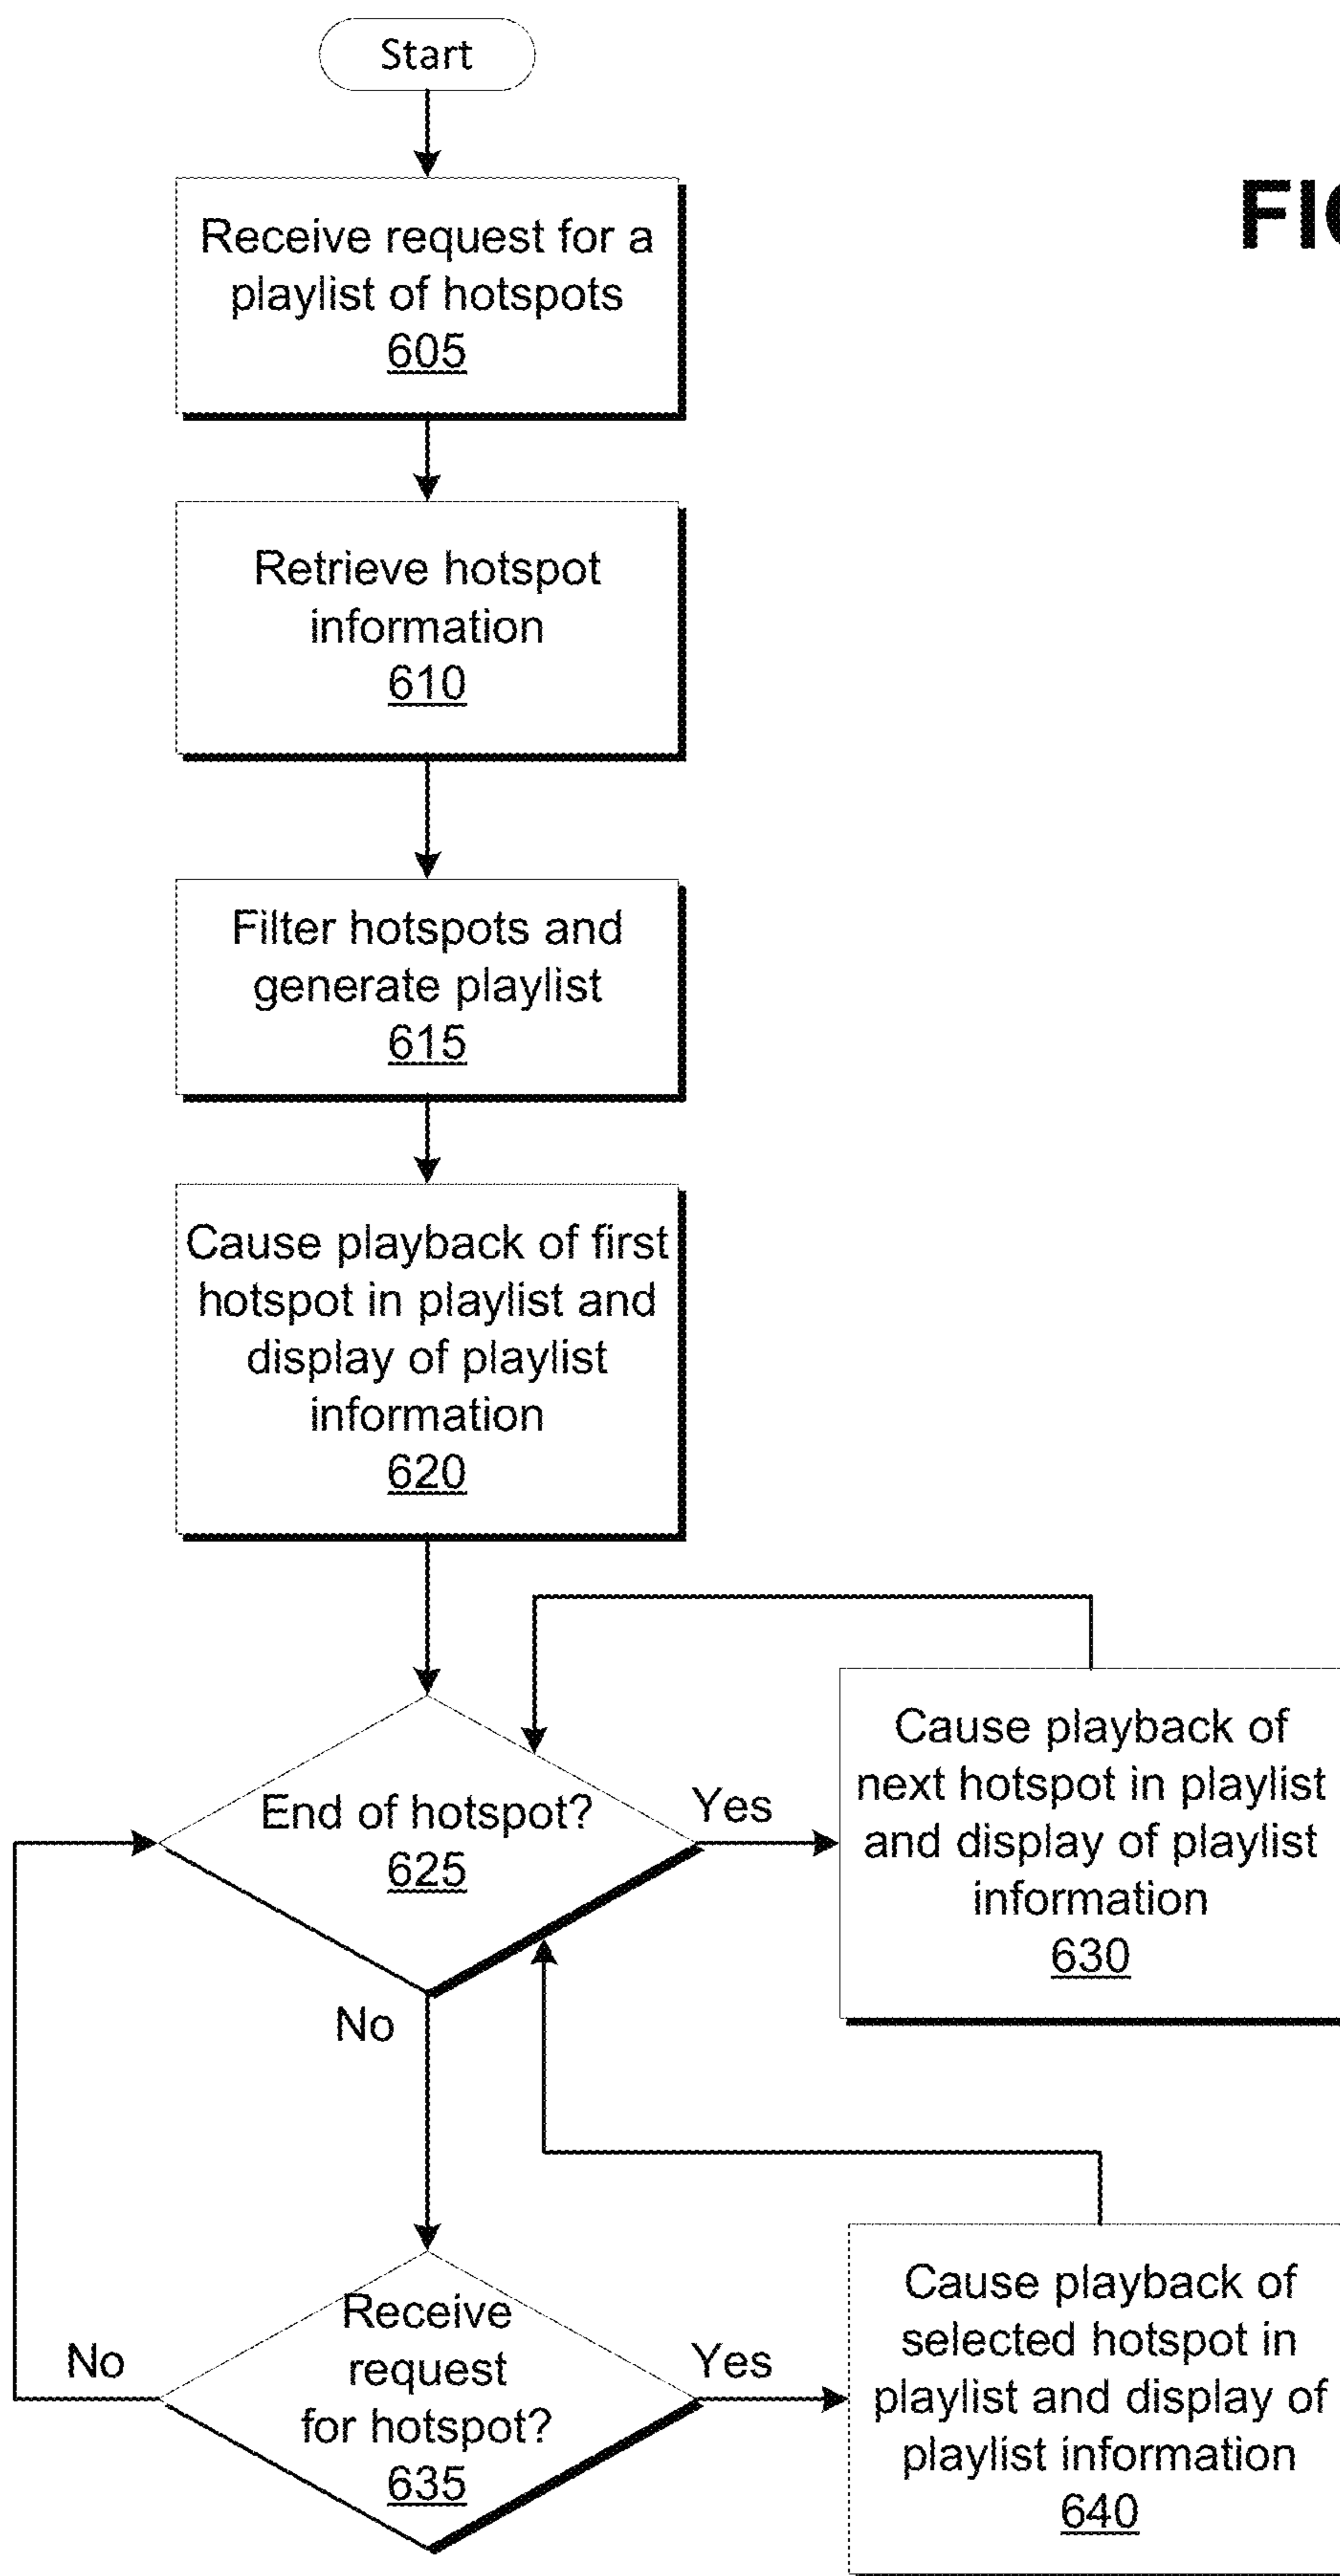 Start
FIG
Receive request for a
playlist of hotspots
605
Retrieve hotspot
information
610
Filter hotspots and
generate playlist
615
Cause playback of first
hotspot in playlist and
display of playlist
information
620
End of hotspot?
625
Yes
Cause playback of
next hotspot in playlist
and display of playlist
information
630
No
Receive
request
for hotspot?
635
No
Yes
Cause playback of
selected hotspot in
playlist and display of
playlist information
640